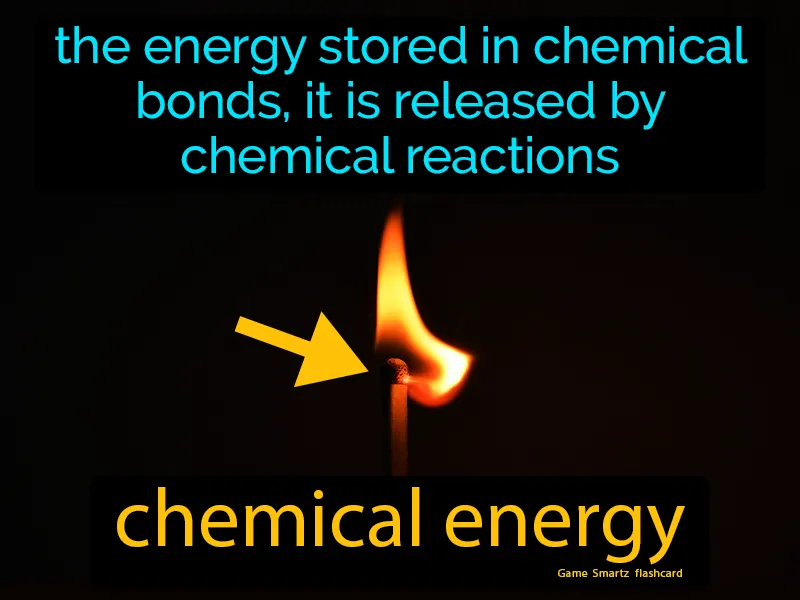 the energy stored in chemical
bonds, it is released by
chemical reactions
chemical energy
Game Smartz flashcard